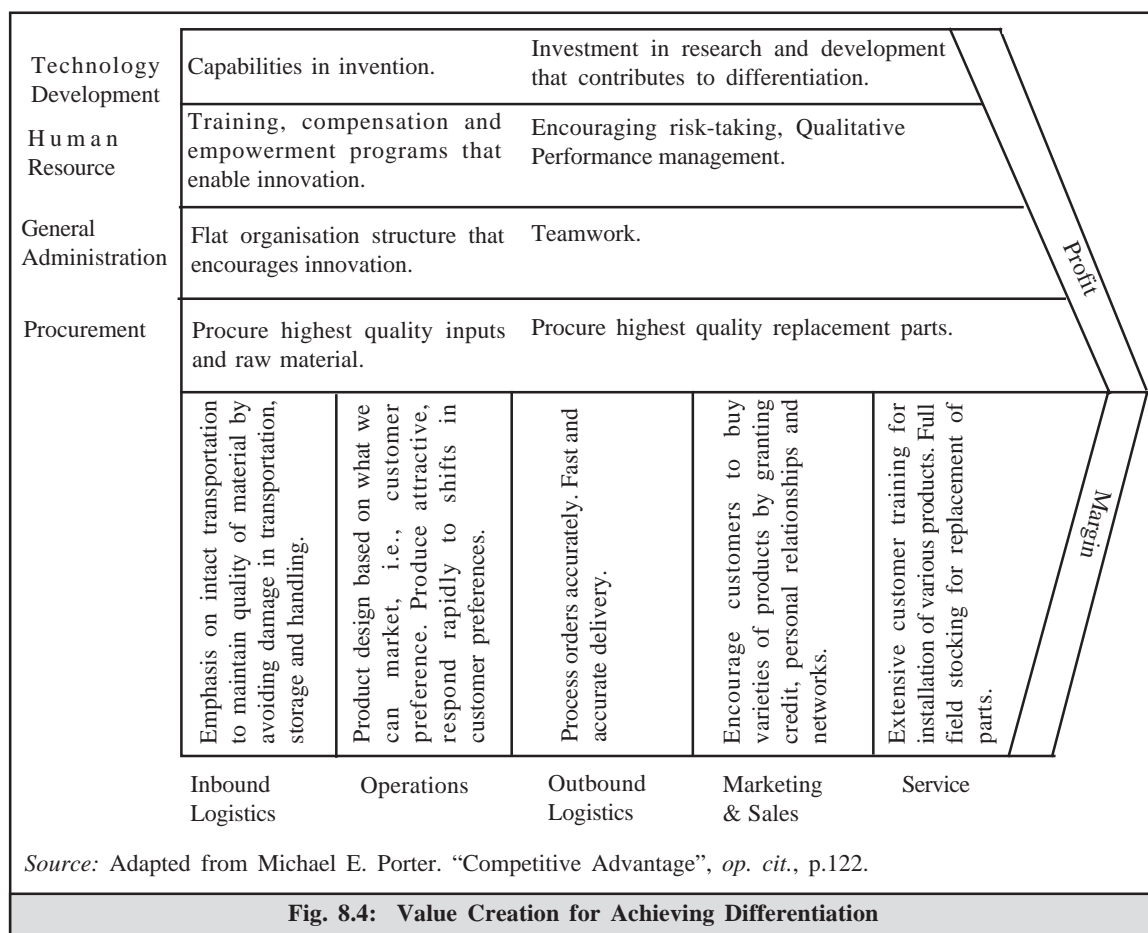 Technology
Development
Capabilities in invention.
Investment in research and development
that contributes to differentiation.
Human
Resource
Training, compensation and
empowerment programs that
enable innovation.
Encouraging risk-taking, Qualitative
Performance management.
General
Administration
Flat organisation structure that
encourages innovation.
Teamwork.
Procurement
Procure highest quality inputs
and raw material.
Procure highest quality replacement parts.
Profit
Margin
Emphasis on intact transportation
to maintain quality of material by
avoiding damage in transportation,
storage and handling.
Product design based on what we
can market, i.e., customer
preference. Produce attractive,
respond rapidly to shifts in
customer preferences.
Process orders accurately. Fast and
accurate delivery.
Encourage customers to buy
varieties of products by granting
credit, personal relationships and
networks.
Extensive customer training for
installation of various products. Full
field stocking for replacement of
parts.
Inbound
Logistics
Operations
Outbound
Logistics
Marketing
& Sales
Service
Source: Adapted from Michael E. Porter. “Competitive Advantage”, op. cit., p.122.
Fig. 8.4: Value Creation for Achieving Differentiation